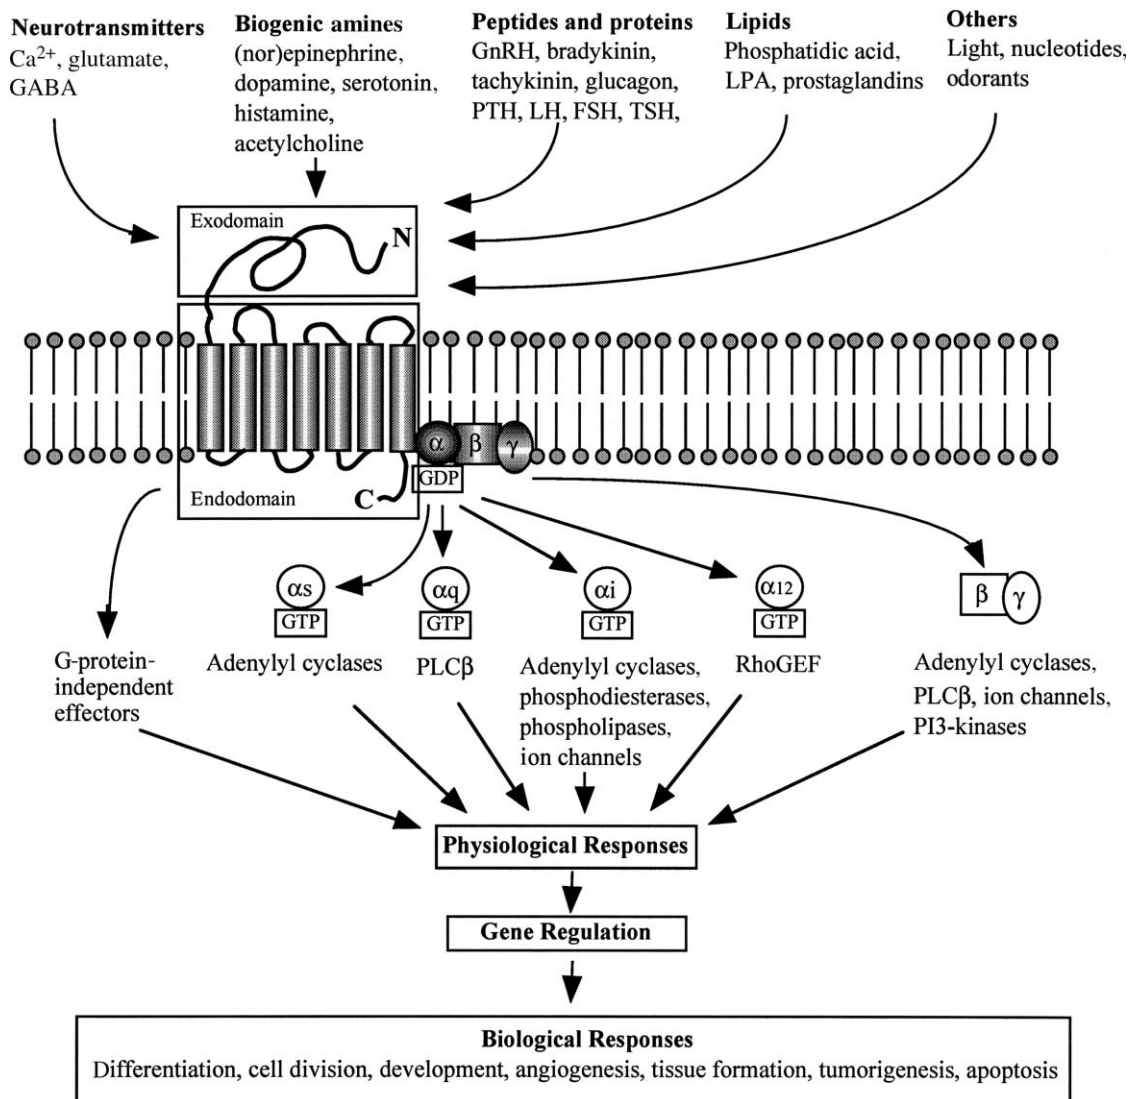 Neurotransmitters
Ca2+, glutamate,
GABA
Biogenic amines
(nor)epinephrine,
dopamine, serotonin,
histamine,
acetylcholine
Peptides and proteins
GnRH, bradykinin,
tachykinin, glucagon,
PTH, LH, FSH, TSH,
Lipids
Phosphatidic acid,
LPA, prostaglandins
Others
Light, nucleotides,
odorants
Exodomain
N
α
β
γ
GDP
Endodomain
C
αs
GTP
αq
GTP
αi
GTP
α12
GTP
β
γ
G-protein-
independent
effectors
Adenylyl cyclases
PLCβ
Adenylyl cyclases,
phosphodiesterases,
phospholipases,
ion channels
RhoGEF
Adenylyl cyclases,
PLCβ, ion channels,
PI3-kinases
Physiological Responses
Gene Regulation
Biological Responses
Differentiation, cell division, development, angiogenesis, tissue formation, tumorigenesis, apoptosis